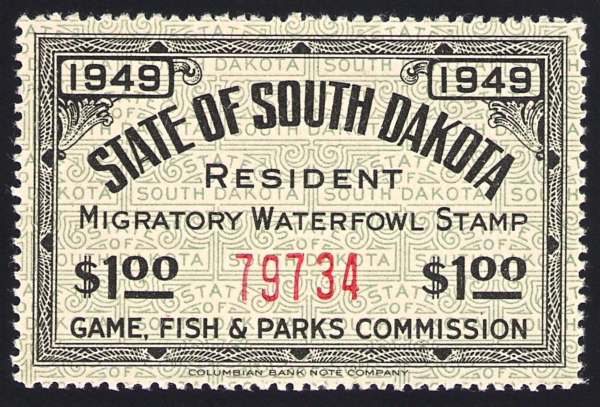 1949 1949
STATE OF SOUTH DAKOTA
RESIDENT
MIGRATORY WATERFOWL STAMP
$1.00 79734 $1.00
GAME, FISH & PARKS COMMISSION
COLUMBIAN BANK NOTE COMPANY